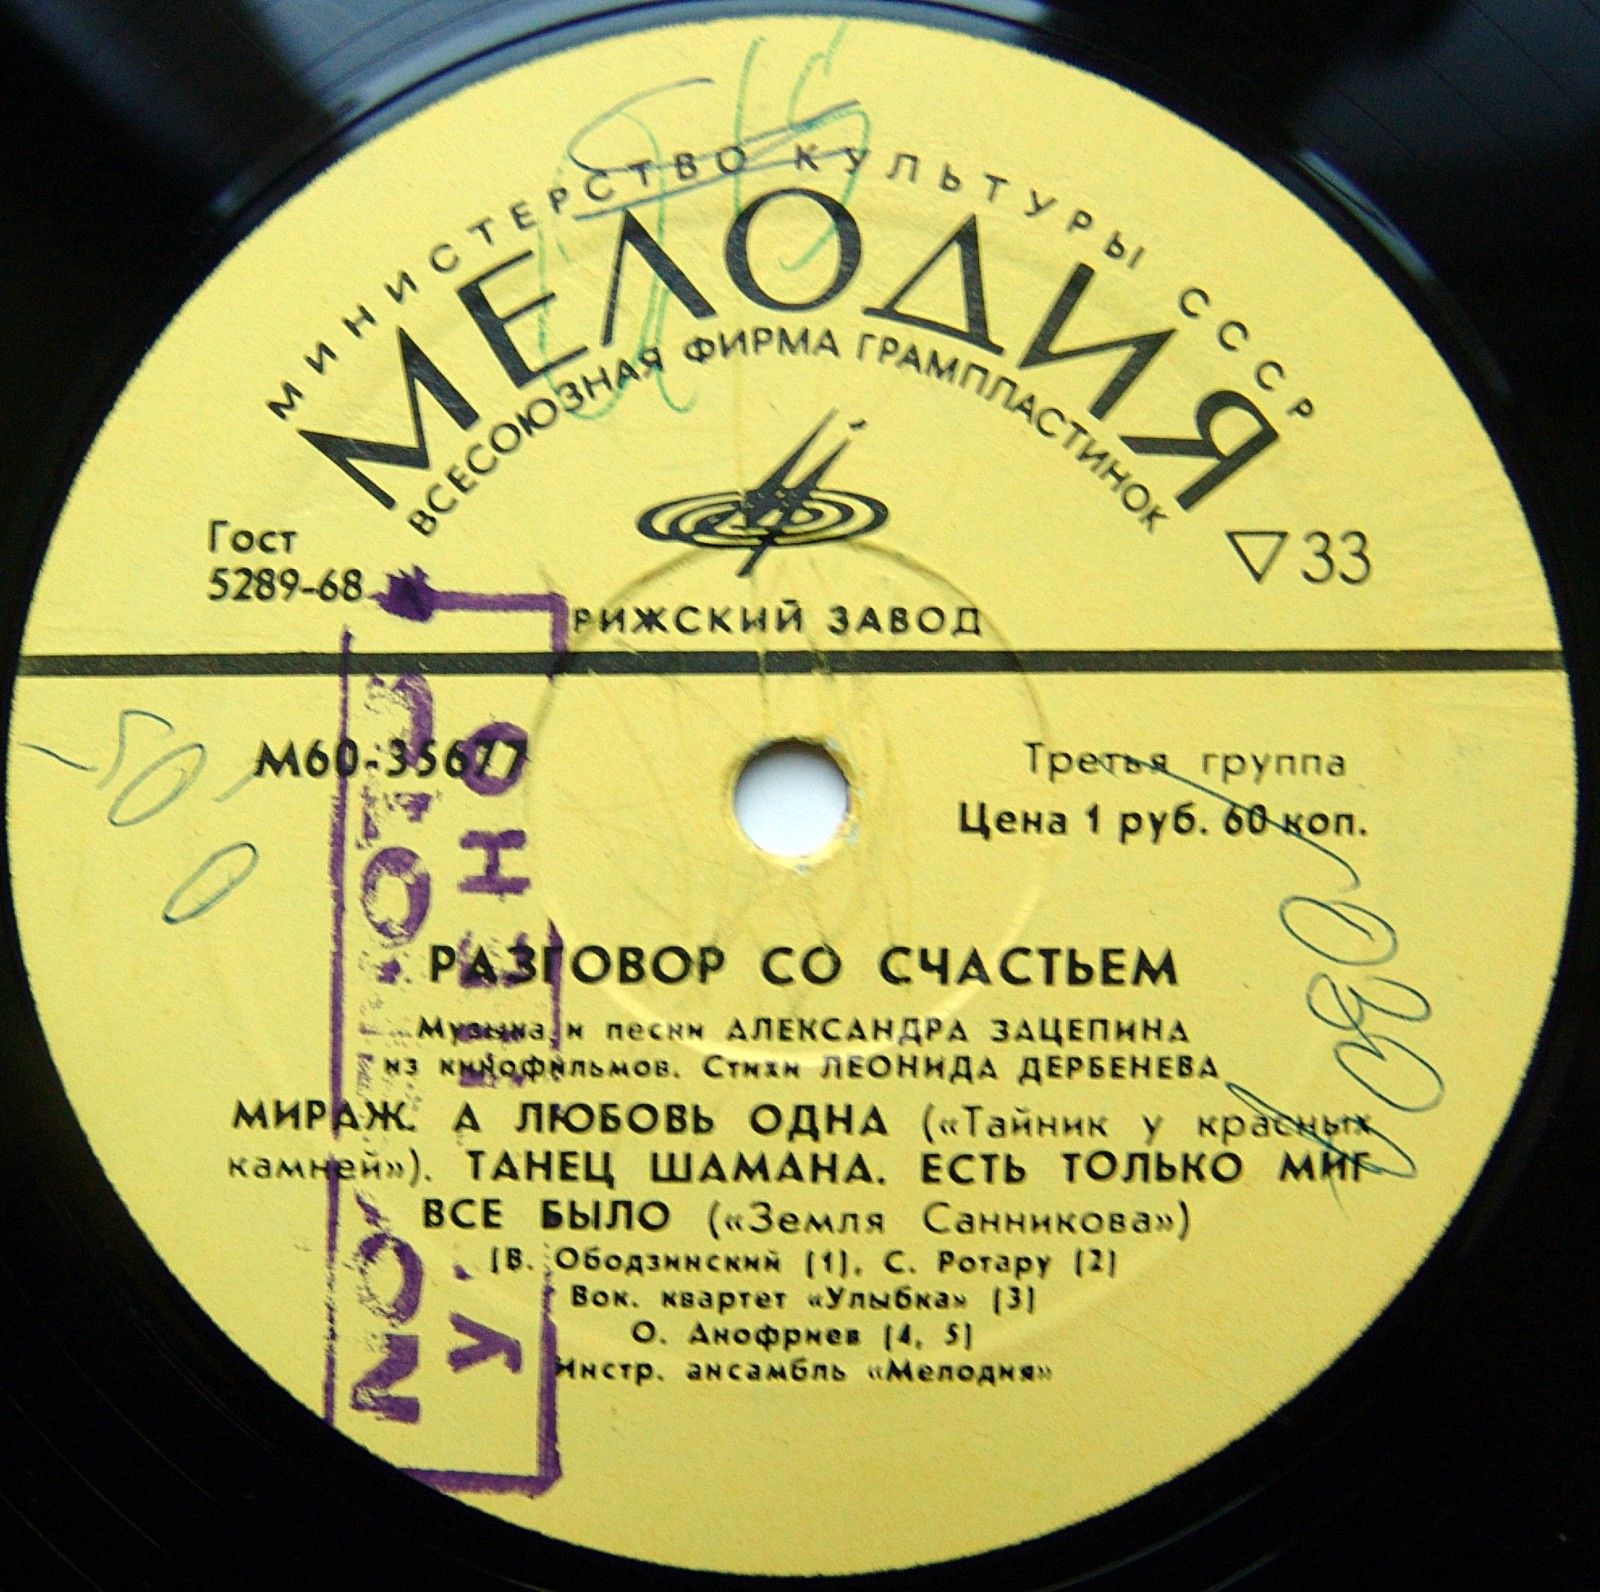 МИНИСТЕРСТВО КУЛЬТУРЫ СССР
МЕЛОДИЯ
ВСЕСОЮЗНАЯ ФИРМА ГРАМПЛАСТИНОК
Гост
5289-68
▽ 33
РИЖСКИЙ ЗАВОД
М60-35677
Третья группа
Цена 1 руб. 60 коп.
РАЗГОВОР СО СЧАСТЬЕМ
Музыка и песни АЛЕКСАНДРА ЗАЦЕПИНА
из кинофильмов. Стихи ЛЕОНИДА ДЕРБЕНЕВА
МИРАЖ. А ЛЮБОВЬ ОДНА («Тайник у красных
камней»). ТАНЕЦ ШАМАНА. ЕСТЬ ТОЛЬКО МИГ
ВСЕ БЫЛО («Земля Санникова»)
(В. Ободзинский (1), С. Ротару (2)
Вок. квартет «Улыбка» (3)
О. Анофриев (4, 5)
Инстр. ансамбль «Мелодия»